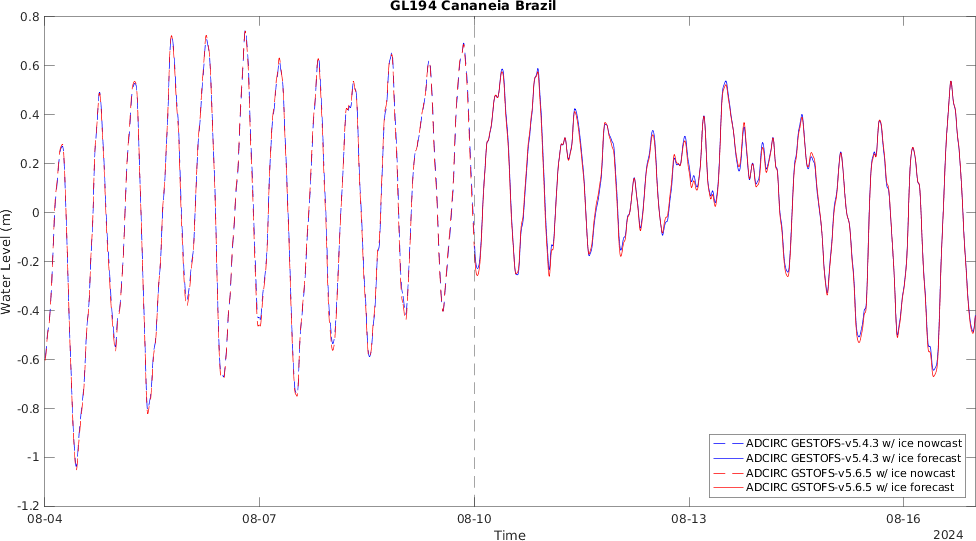 GL194 Cananeia Brazil
0.8
0.6
0.4
0.2
0
-0.2
-0.4
-0.6
-0.8
-1
-1.2
Water Level (m)
ADCIRC GESTOFS-v5.4.3 w/ ice nowcast
ADCIRC GESTOFS-v5.4.3 w/ ice forecast
ADCIRC GSTOFS-v5.6.5 w/ ice nowcast
ADCIRC GSTOFS-v5.6.5 w/ ice forecast
08-04 08-07 08-10 08-13 08-16
Time
2024